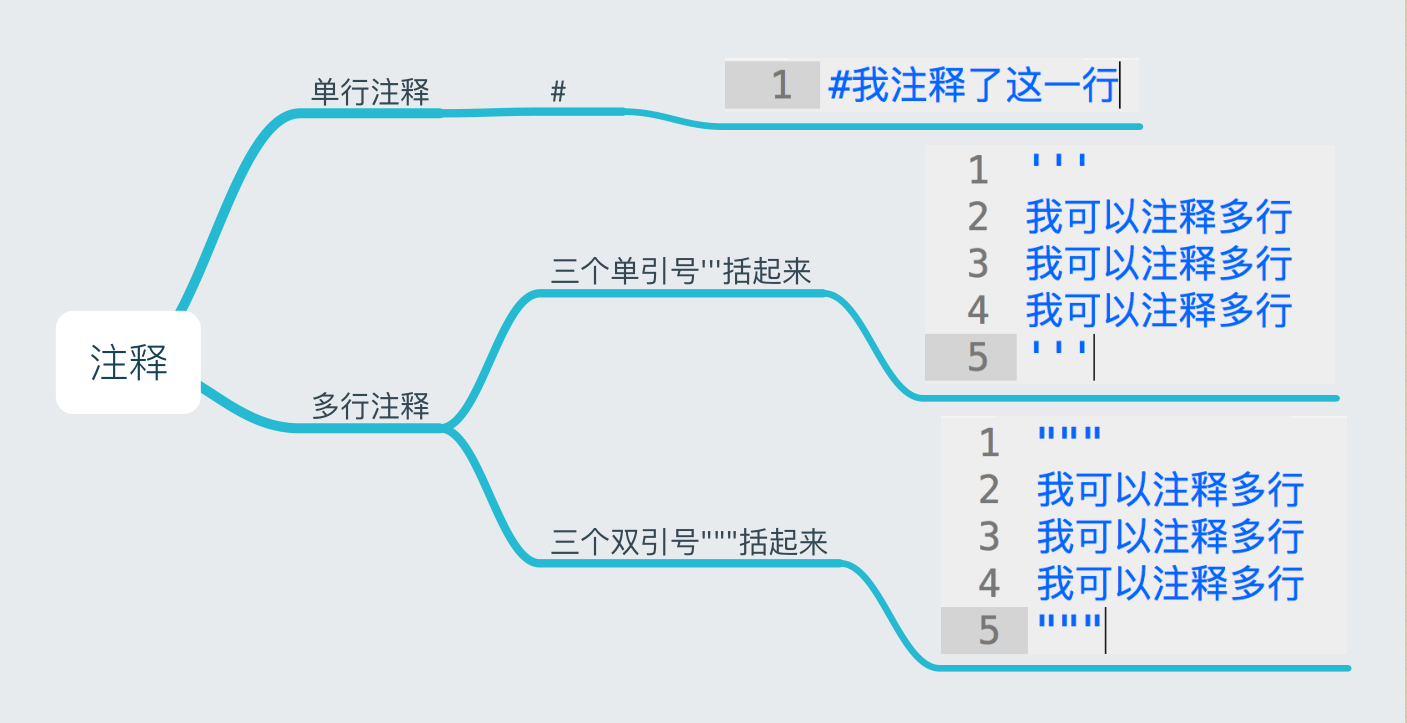 注释
单行注释
#
1 #我注释了这一行
多行注释
三个单引号'''括起来
1 '''
2 我可以注释多行
3 我可以注释多行
4 我可以注释多行
5 '''
三个双引号"""括起来
1 """
2 我可以注释多行
3 我可以注释多行
4 我可以注释多行
5 """